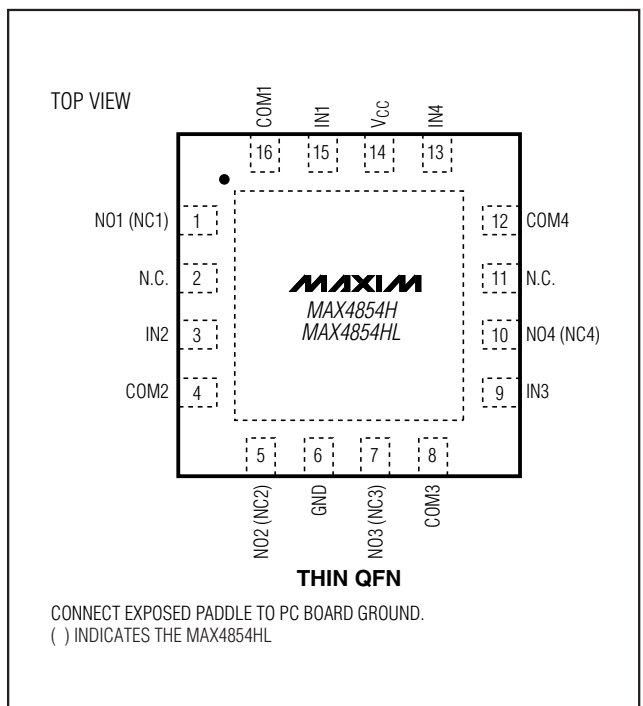 TOP VIEW
COM1
IN1
VCC
IN4
16
15
14
13
NO1 (NC1) 1
12 COM4
N.C. 2
11 N.C.
IN2 3
10 NO4 (NC4)
COM2 4
9 IN3
MAXIM
MAX4854H
MAX4854HL
5
6
7
8
NO2 (NC2)
GND
NO3 (NC3)
COM3
THIN QFN
CONNECT EXPOSED PADDLE TO PC BOARD GROUND.
( ) INDICATES THE MAX4854HL